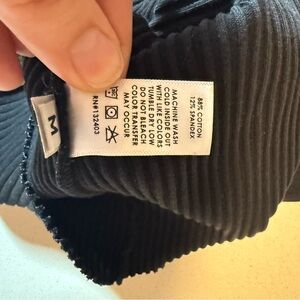 88% COTTON
12% SPANDEX
MACHINE WASH
COLD INSIDE OUT
WITH LIKE COLORS
TUMBLE DRY LOW
DO NOT BLEACH
COLOR TRANSFER
MAY OCCUR
RN#132403
M